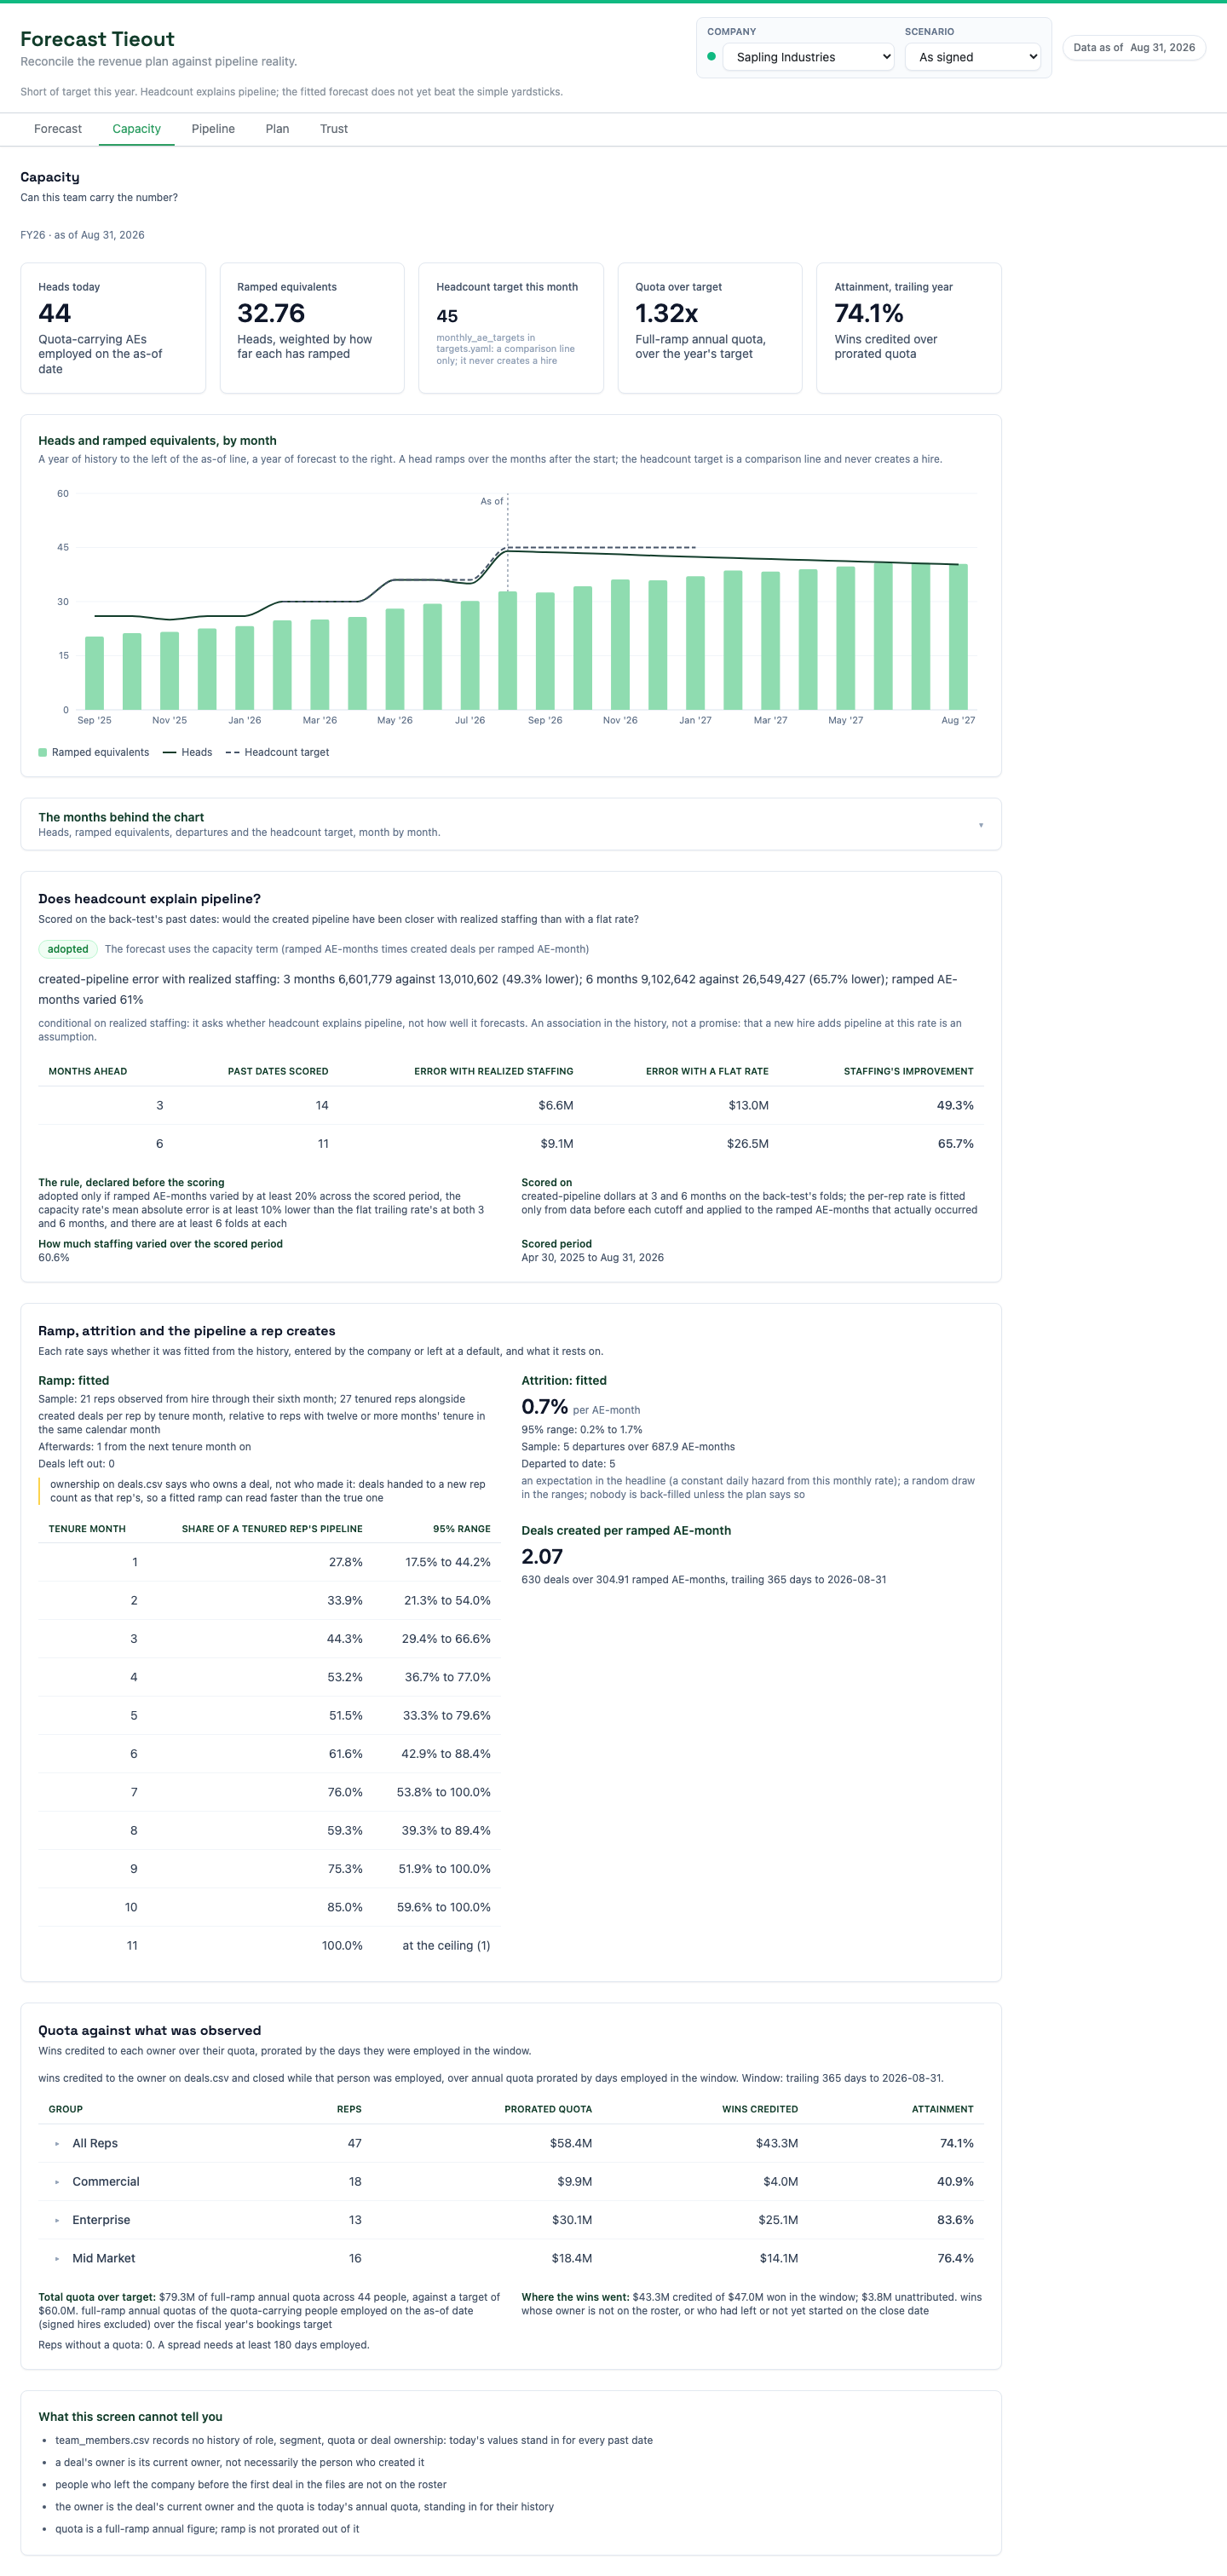 Forecast Tieout
Reconcile the revenue plan against pipeline reality.
COMPANY
Sapling Industries
SCENARIO
As signed
Data as of Aug 31, 2026
Short of target this year. Headcount explains pipeline; the fitted forecast does not yet beat the simple yardsticks.
Forecast
Capacity
Pipeline
Plan
Trust
Capacity
Can this team carry the number?
FY26 · as of Aug 31, 2026
Heads today
44
Quota-carrying AEs
employed on the as-of
date
Ramped equivalents
32.76
Heads, weighted by how
far each has ramped
Headcount target this month
45
monthly_ae_targets in
targets.yaml: a comparison line
only; it never creates a hire
Quota over target
1.32x
Full-ramp annual quota,
over the year's target
Attainment, trailing year
74.1%
Wins credited over
prorated quota
Heads and ramped equivalents, by month
A year of history to the left of the as-of line, a year of forecast to the right. A head ramps over the months after the start; the headcount target is a comparison line and never creates a hire.
60
45
30
15
0
As of
Sep '25
Nov '25
Jan '26
Mar '26
May '26
Jul '26
Sep '26
Nov '26
Jan '27
Mar '27
May '27
Aug '27
Ramped equivalents
Heads
Headcount target
The months behind the chart
Heads, ramped equivalents, departures and the headcount target, month by month.
Does headcount explain pipeline?
Scored on the back-test's past dates: would the created pipeline have been closer with realized staffing than with a flat rate?
adopted The forecast uses the capacity term (ramped AE-months times created deals per ramped AE-month)
created-pipeline error with realized staffing: 3 months 6,601,779 against 13,010,602 (49.3% lower); 6 months 9,102,642 against 26,549,427 (65.7% lower); ramped AE-
months varied 61%
conditional on realized staffing: it asks whether headcount explains pipeline, not how well it forecasts. An association in the history, not a promise: that a new hire adds pipeline at this rate is an
assumption.
MONTHS AHEAD PAST DATES SCORED ERROR WITH REALIZED STAFFING ERROR WITH A FLAT RATE STAFFING'S IMPROVEMENT
3 14 $6.6M $13.0M 49.3%
6 11 $9.1M $26.5M 65.7%
The rule, declared before the scoring
adopted only if ramped AE-months varied by at least 20% across the scored period, the
capacity rate's mean absolute error is at least 10% lower than the flat trailing rate's at both 3
and 6 months, and there are at least 6 folds at each
Scored on
created-pipeline dollars at 3 and 6 months on the back-test's folds; the per-rep rate is fitted
only from data before each cutoff and applied to the ramped AE-months that actually occurred
How much staffing varied over the scored period
60.6%
Scored period
Apr 30, 2025 to Aug 31, 2026
Ramp, attrition and the pipeline a rep creates
Each rate says whether it was fitted from the history, entered by the company or left at a default, and what it rests on.
Ramp: fitted
Sample: 21 reps observed from hire through their sixth month; 27 tenured reps alongside
created deals per rep by tenure month, relative to reps with twelve or more months' tenure in
the same calendar month
Afterwards: 1 from the next tenure month on
Deals left out: 0
ownership on deals.csv says who owns a deal, not who made it: deals handed to a new rep
count as that rep's, so a fitted ramp can read faster than the true one
TENURE MONTH SHARE OF A TENURED REP'S PIPELINE 95% RANGE
1 27.8% 17.5% to 44.2%
2 33.9% 21.3% to 54.0%
3 44.3% 29.4% to 66.6%
4 53.2% 36.7% to 77.0%
5 51.5% 33.3% to 79.6%
6 61.6% 42.9% to 88.4%
7 76.0% 53.8% to 100.0%
8 59.3% 39.3% to 89.4%
9 75.3% 51.9% to 100.0%
10 85.0% 59.6% to 100.0%
11 100.0% at the ceiling (1)
Attrition: fitted
0.7% per AE-month
95% range: 0.2% to 1.7%
Sample: 5 departures over 687.9 AE-months
Departed to date: 5
an expectation in the headline (a constant daily hazard from this monthly rate); a random draw
in the ranges; nobody is back-filled unless the plan says so
Deals created per ramped AE-month
2.07
630 deals over 304.91 ramped AE-months, trailing 365 days to 2026-08-31
Quota against what was observed
Wins credited to each owner over their quota, prorated by the days they were employed in the window.
wins credited to the owner on deals.csv and closed while that person was employed, over annual quota prorated by days employed in the window. Window: trailing 365 days to 2026-08-31.
GROUP REPS PRORATED QUOTA WINS CREDITED ATTAINMENT
All Reps 47 $58.4M $43.3M 74.1%
Commercial 18 $9.9M $4.0M 40.9%
Enterprise 13 $30.1M $25.1M 83.6%
Mid Market 16 $18.4M $14.1M 76.4%
Total quota over target: $79.3M of full-ramp annual quota across 44 people, against a target of
$60.0M. full-ramp annual quotas of the quota-carrying people employed on the as-of date
(signed hires excluded) over the fiscal year's bookings target
Where the wins went: $43.3M credited of $47.0M won in the window; $3.8M unattributed. wins
whose owner is not on the roster, or who had left or not yet started on the close date
Reps without a quota: 0. A spread needs at least 180 days employed.
What this screen cannot tell you
• team_members.csv records no history of role, segment, quota or deal ownership: today's values stand in for every past date
• a deal's owner is its current owner, not necessarily the person who created it
• people who left the company before the first deal in the files are not on the roster
• the owner is the deal's current owner and the quota is today's annual quota, standing in for their history
• quota is a full-ramp annual figure; ramp is not prorated out of it